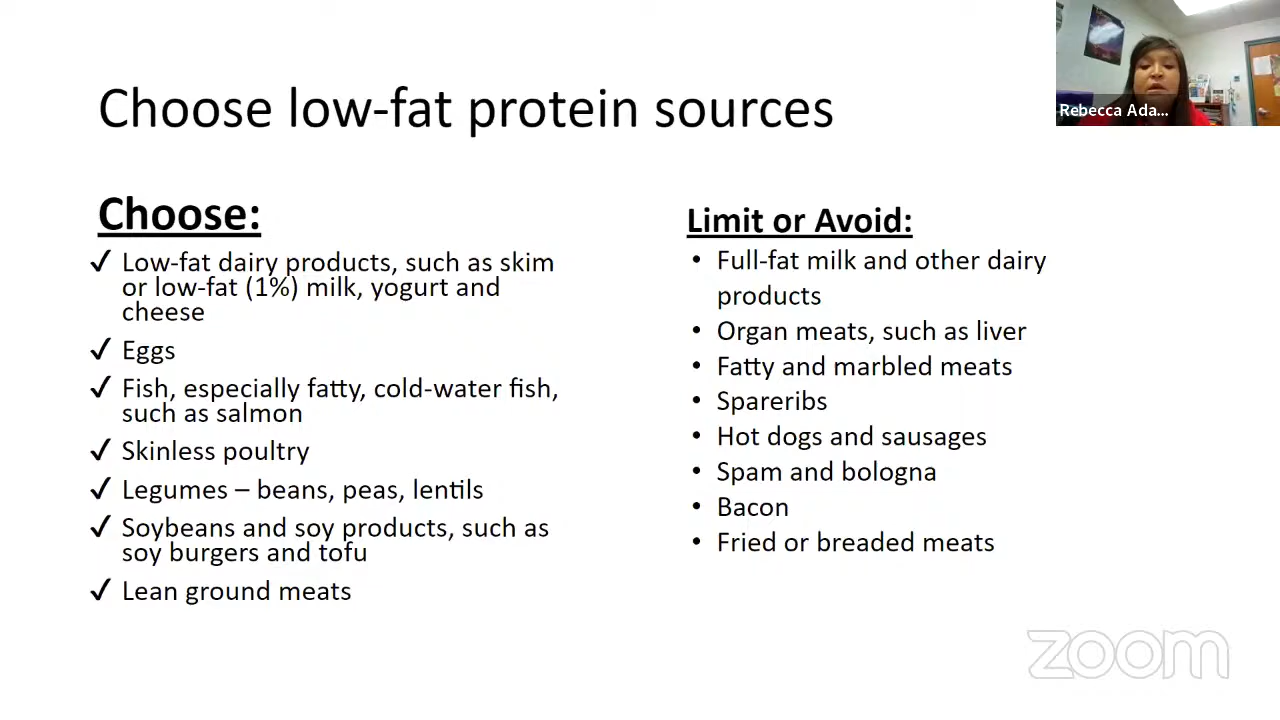 Choose low-fat protein sources
Rebecca Ada...
Choose:
✓ Low-fat dairy products, such as skim
or low-fat (1%) milk, yogurt and
cheese
✓ Eggs
✓ Fish, especially fatty, cold-water fish,
such as salmon
✓ Skinless poultry
✓ Legumes – beans, peas, lentils
✓ Soybeans and soy products, such as
soy burgers and tofu
✓ Lean ground meats
Limit or Avoid:
• Full-fat milk and other dairy
products
• Organ meats, such as liver
• Fatty and marbled meats
• Spareribs
• Hot dogs and sausages
• Spam and bologna
• Bacon
• Fried or breaded meats
zoom